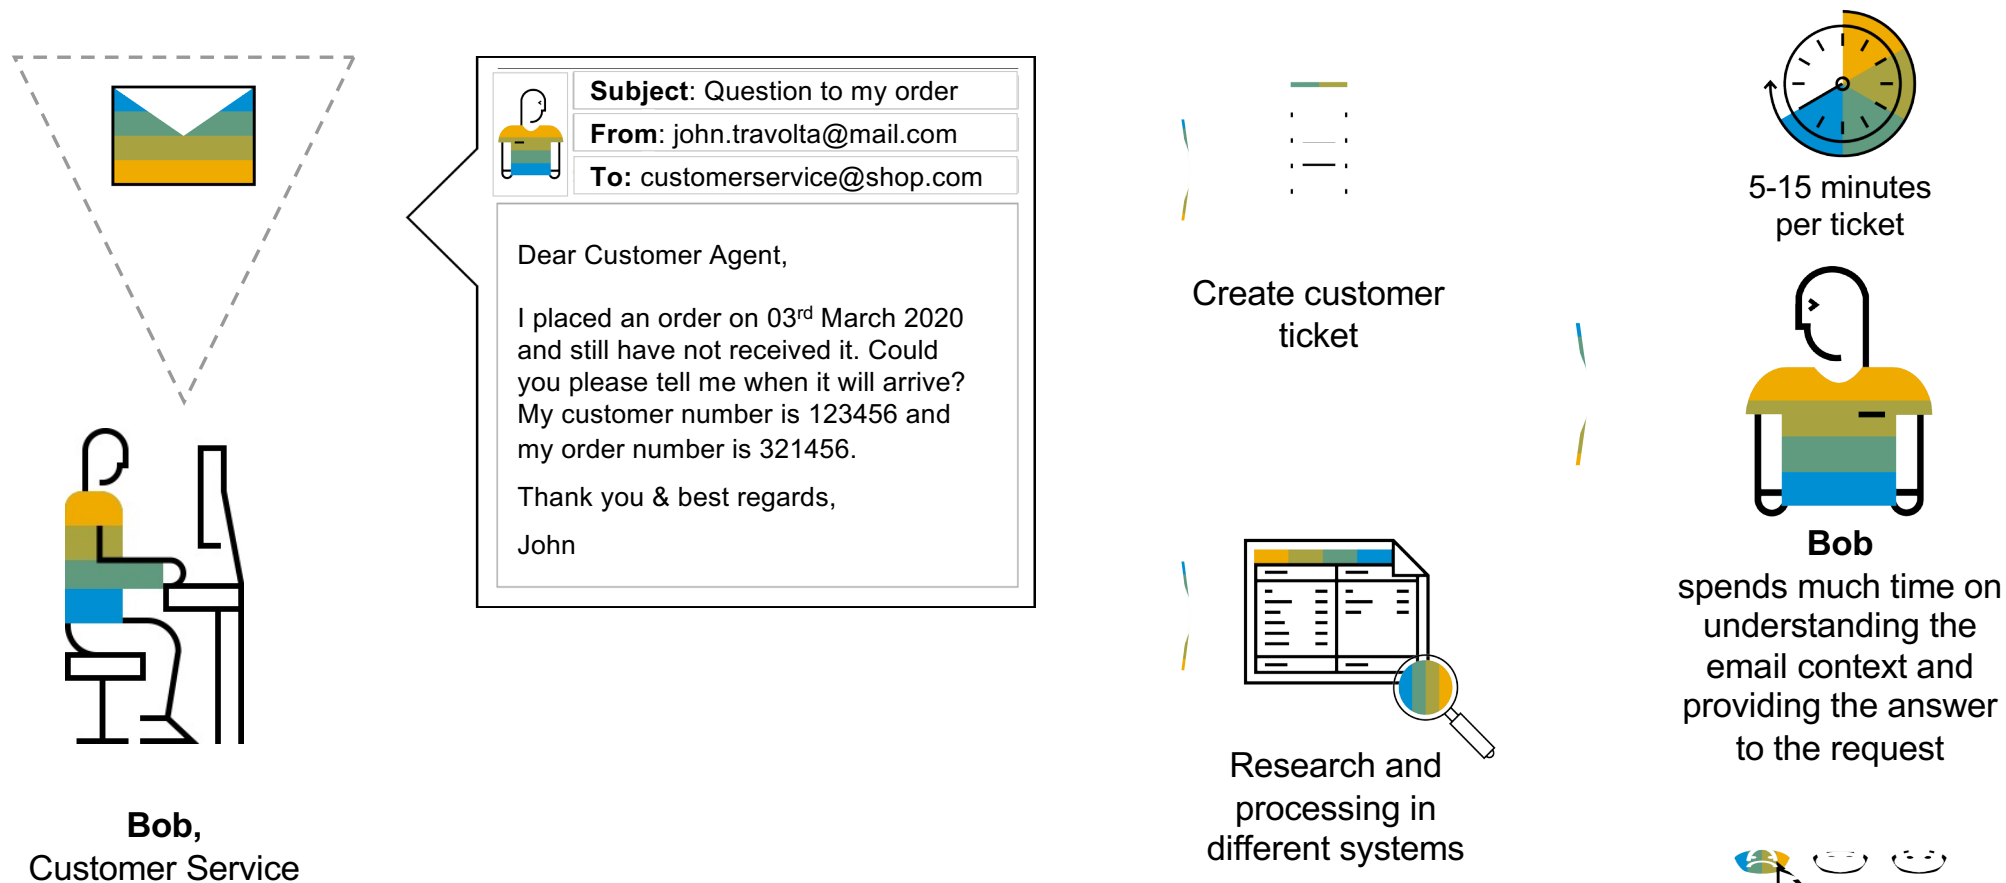 Subject: Question to my order
From: john.travolta@mail.com
To: customerservice@shop.com
Dear Customer Agent,
I placed an order on 03rd March 2020
and still have not received it. Could
you please tell me when it will arrive?
My customer number is 123456 and
my order number is 321456.
Thank you & best regards,
John
Bob,
Customer Service
Create customer
ticket
Research and
processing in
different systems
5-15 minutes
per ticket
Bob
spends much time on
understanding the
email context and
providing the answer
to the request